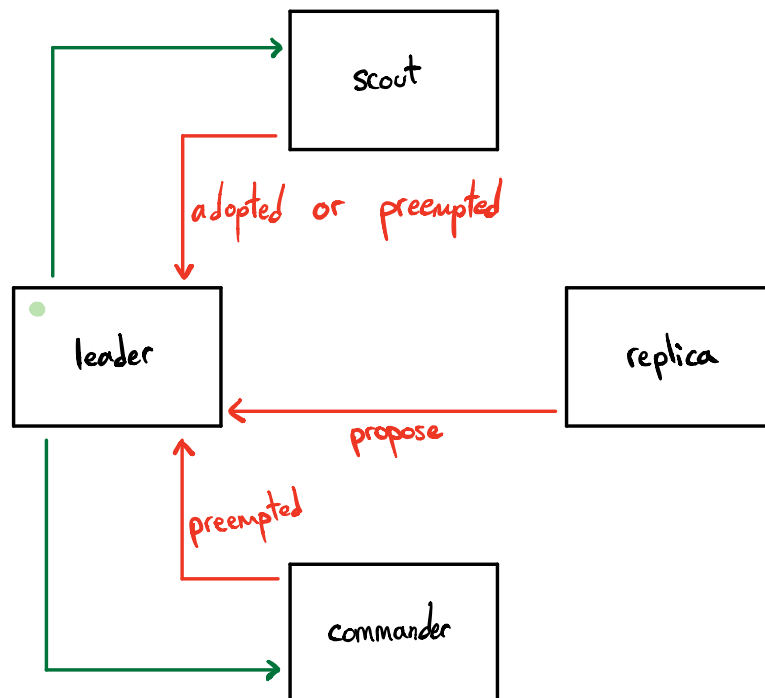 scout
adopted or preempted
leader
replica
propose
preempted
commander